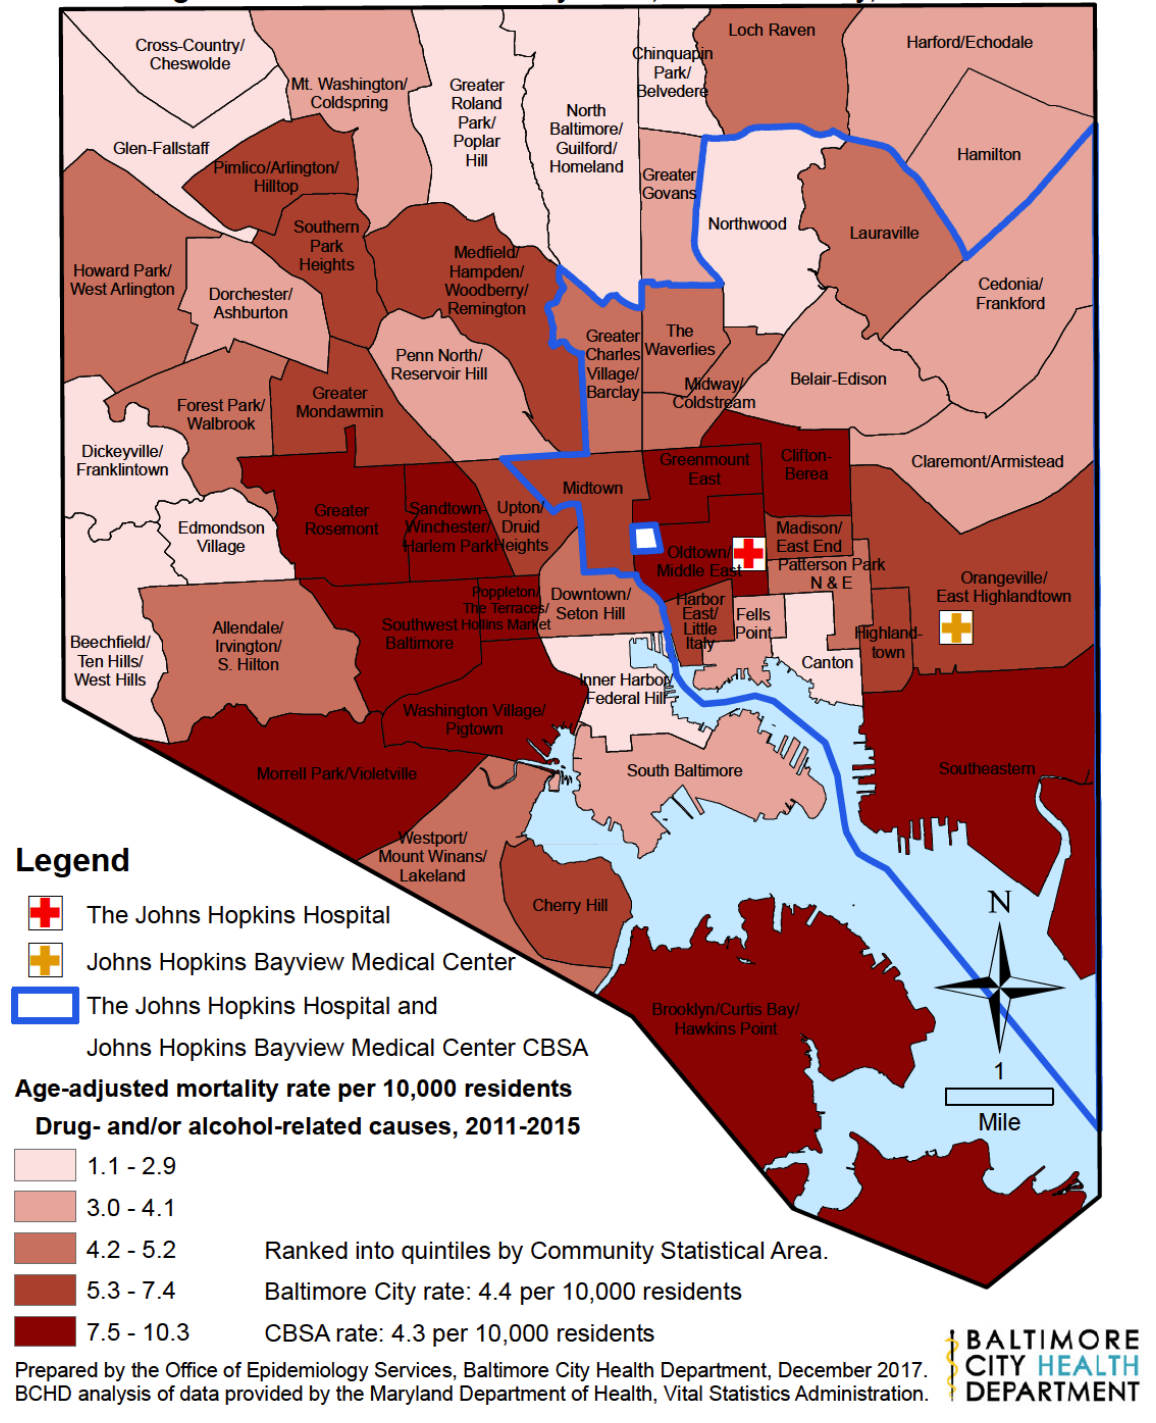 Cross-Country/
Cheswolde
Mt. Washington/
Coldspring
Greater
Roland
Park/
Poplar
Hill
North
Baltimore/
Guilford/
Homeland
Chinquapin
Park/
Belvedere
Loch Raven
Harford/Echodale
Glen-Fallstaff
Pimlico/Arlington/
Hilltop
Greater
Govans
Hamilton
Northwood
Lauraville
Southern
Park
Heights
Howard Park/
West Arlington
Dorchester/
Ashburton
Medfield/
Hampden/
Woodberry/
Remington
Cedonia/
Frankford
Penn North/
Reservoir Hill
Greater
Charles
Village/
Barclay
The
Waverlies
Midway/
Coldstream
Belair-Edison
Forest Park/
Walbrook
Greater
Mondawmin
Dickeyville/
Franklintown
Greenmount
East
Clifton-
Berea
Claremont/Armistead
Edmondson
Village
Greater
Rosemont
Sandtown-
Winchester/
Harlem Park
Upton/
Druid
Heights
Midtown
Oldtown/
Middle East
Madison/
East End
Patterson Park
N & E
Orangeville/
East Highlandtown
Beechfield/
Ten Hills/
West Hills
Allendale/
Irvington/
S. Hilton
Southwest
Baltimore
Poppleton/
The Terraces/
Hollins Market
Downtown/
Seton Hill
Harbor
East/
Little
Italy
Fells
Point
Canton
Highland-
town
Inner Harbor/
Federal Hill
Washington Village/
Pigtown
Morrell Park/Violetville
South Baltimore
Southeastern
Westport/
Mount Winans/
Lakeland
Cherry Hill
Brooklyn/Curtis Bay/
Hawkins Point
N
1
Mile
Legend
The Johns Hopkins Hospital
Johns Hopkins Bayview Medical Center
The Johns Hopkins Hospital and
Johns Hopkins Bayview Medical Center CBSA
Age-adjusted mortality rate per 10,000 residents
Drug- and/or alcohol-related causes, 2011-2015
1.1 - 2.9
3.0 - 4.1
4.2 - 5.2
5.3 - 7.4
7.5 - 10.3
Ranked into quintiles by Community Statistical Area.
Baltimore City rate: 4.4 per 10,000 residents
CBSA rate: 4.3 per 10,000 residents
Prepared by the Office of Epidemiology Services, Baltimore City Health Department, December 2017.
BCHD analysis of data provided by the Maryland Department of Health, Vital Statistics Administration.
BALTIMORE
CITY HEALTH
DEPARTMENT